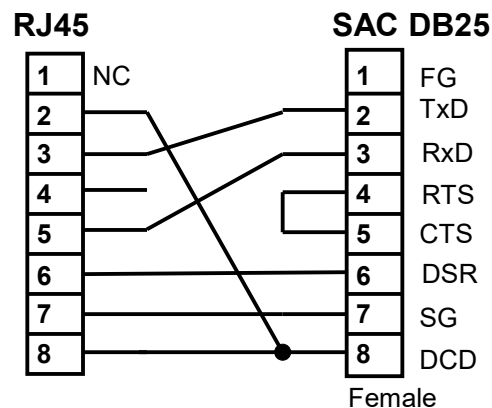 RJ45 SAC DB25
1 NC 1 FG
2 2 TxD
3 3 RxD
4 4 RTS
5 5 CTS
6 6 DSR
7 7 SG
8 8 DCD
Female